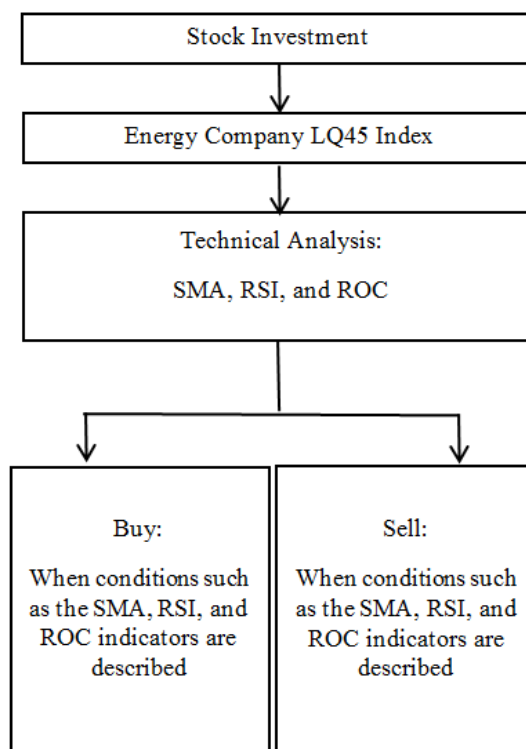 Stock Investment
Energy Company LQ45 Index
Technical Analysis:
SMA, RSI, and ROC
Buy:
When conditions such
as the SMA, RSI, and
ROC indicators are
described
Sell:
When conditions such
as the SMA, RSI, and
ROC indicators are
described